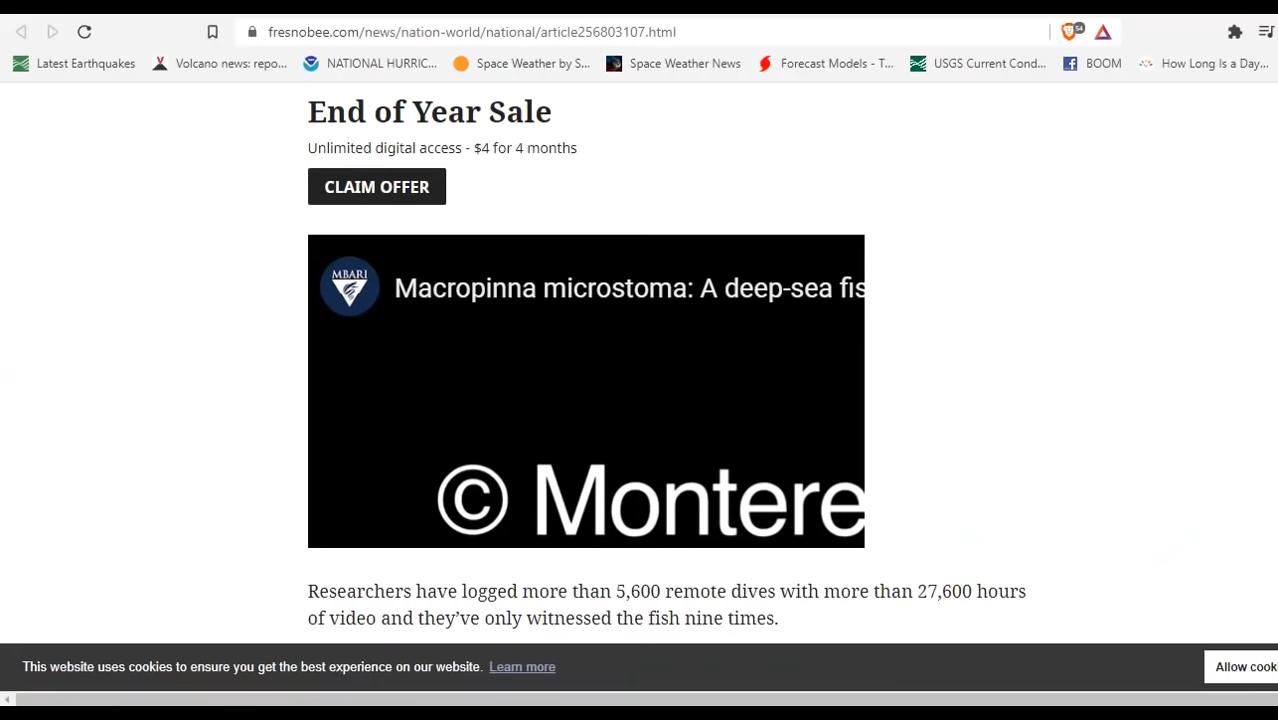 fresnobee.com/news/nation-world/national/article256803107.html
54
Latest Earthquakes
Volcano news: repo...
NATIONAL HURRIC...
Space Weather by S...
Space Weather News
Forecast Models - T...
USGS Current Cond...
BOOM
How Long Is a Day...
End of Year Sale
Unlimited digital access - $4 for 4 months
CLAIM OFFER
MBARI
Macropinna microstoma: A deep-sea fis
© Montere
Researchers have logged more than 5,600 remote dives with more than 27,600 hours
of video and they’ve only witnessed the fish nine times.
This website uses cookies to ensure you get the best experience on our website. Learn more
Allow cook